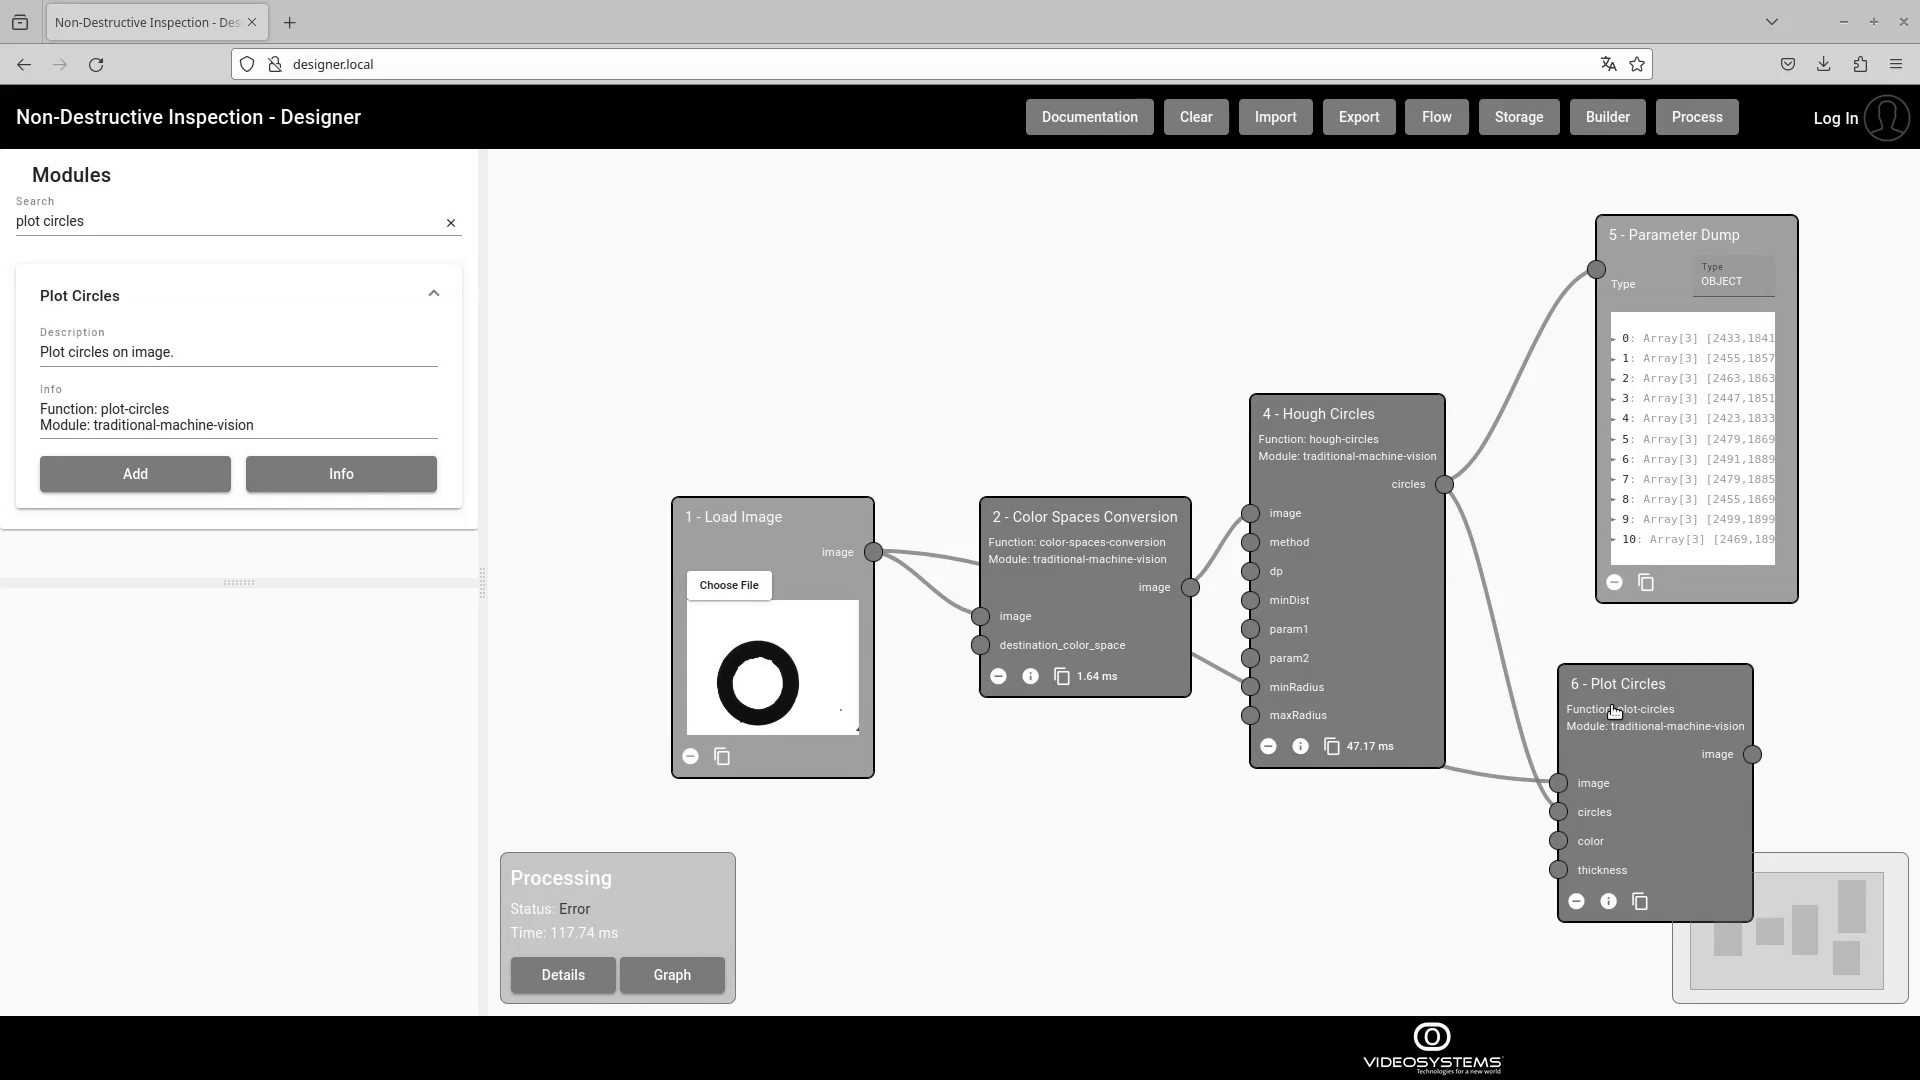 Non-Destructive Inspection - Des
designer.local
Non-Destructive Inspection - Designer
Documentation
Clear
Import
Export
Flow
Storage
Builder
Process
Log In
Modules
Search
plot circles
Plot Circles
Description
Plot circles on image.
Info
Function: plot-circles
Module: traditional-machine-vision
Add
Info
1 - Load Image
image
Choose File
2 - Color Spaces Conversion
Function: color-spaces-conversion
Module: traditional-machine-vision
image
image
destination_color_space
1.64 ms
4 - Hough Circles
Function: hough-circles
Module: traditional-machine-vision
circles
image
method
dp
minDist
param1
param2
minRadius
maxRadius
47.17 ms
5 - Parameter Dump
Type
Type
OBJECT
0: Array[3] [2433,1841
1: Array[3] [2455,1857
2: Array[3] [2463,1863
3: Array[3] [2447,1851
4: Array[3] [2423,1833
5: Array[3] [2479,1869
6: Array[3] [2491,1889
7: Array[3] [2479,1885
8: Array[3] [2455,1869
9: Array[3] [2499,1899
10: Array[3] [2469,189
6 - Plot Circles
Function: plot-circles
Module: traditional-machine-vision
image
image
circles
color
thickness
Processing
Status: Error
Time: 117.74 ms
Details
Graph
VIDEOSYSTEMS
Technologies for a new world